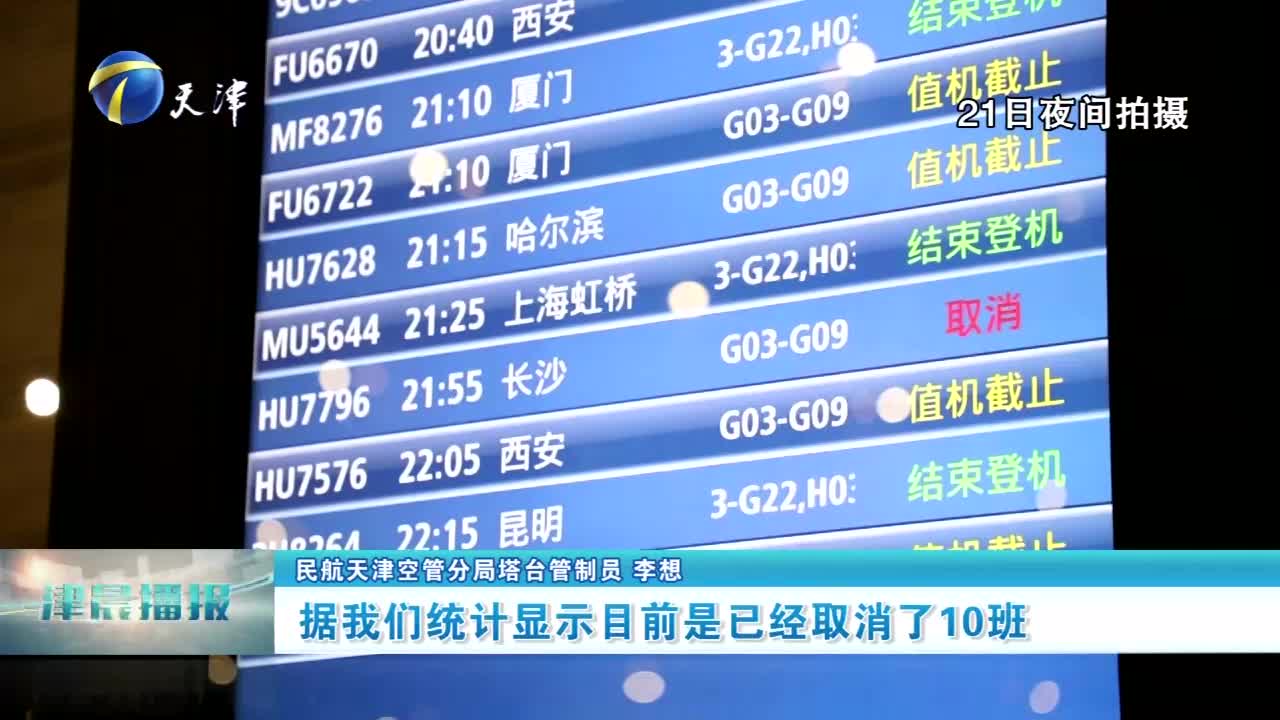 天津
21日夜间拍摄
FU6670 20:40 西安
MF8276 21:10 厦门 3-G22,H0: 结束登机
FU6722 21:10 厦门 G03-G09 值机截止
HU7628 21:15 哈尔滨 G03-G09 值机截止
MU5644 21:25 上海虹桥 3-G22,H0: 结束登机
HU7796 21:55 长沙 G03-G09 取消
HU7576 22:05 西安 G03-G09 值机截止
22:15 昆明 3-G22,H0: 结束登机
值机截止
民航天津空管分局塔台管制员 李想
津晨播报
据我们统计显示目前是已经取消了10班